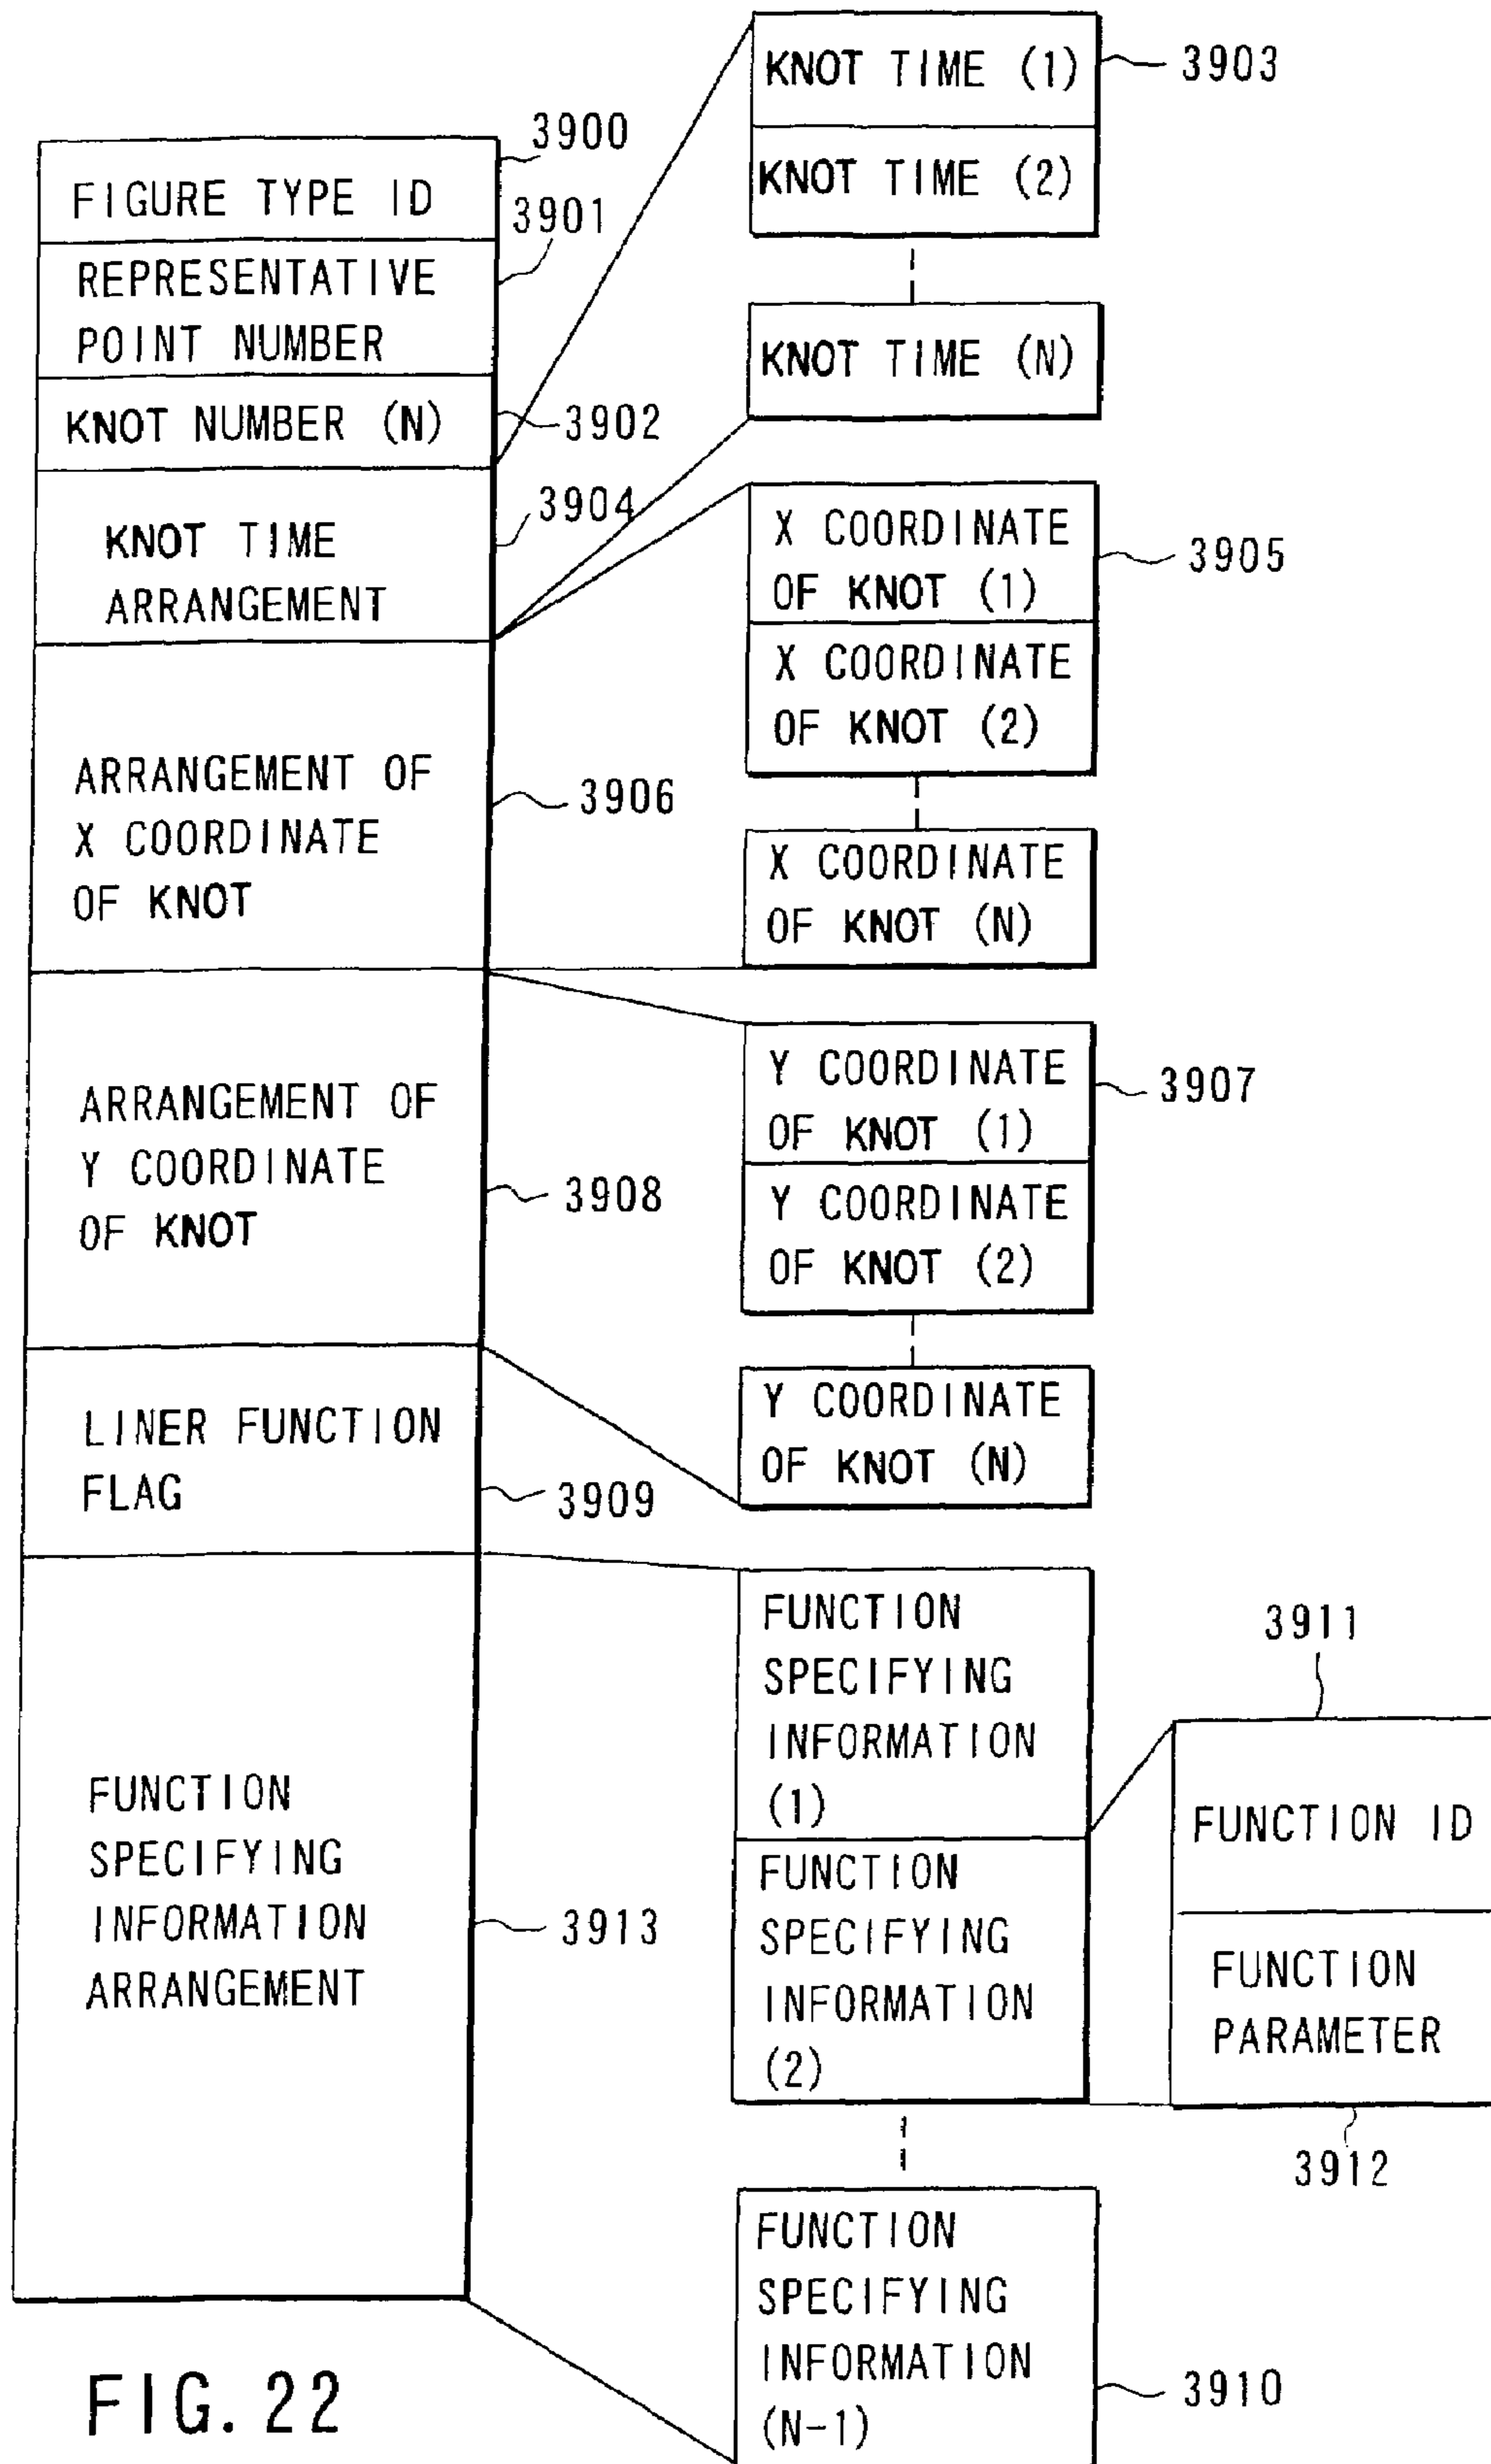 3900
FIGURE TYPE ID
3901
REPRESENTATIVE
POINT NUMBER
KNOT NUMBER (N)
3902
3904
KNOT TIME
ARRANGEMENT
ARRANGEMENT OF
X COORDINATE
OF KNOT
3906
ARRANGEMENT OF
Y COORDINATE
OF KNOT
3908
LINER FUNCTION
FLAG
3909
FUNCTION
SPECIFYING
INFORMATION
ARRANGEMENT
3913
KNOT TIME (1)
3903
KNOT TIME (2)
KNOT TIME (N)
X COORDINATE
OF KNOT (1)
3905
X COORDINATE
OF KNOT (2)
X COORDINATE
OF KNOT (N)
Y COORDINATE
OF KNOT (1)
3907
Y COORDINATE
OF KNOT (2)
Y COORDINATE
OF KNOT (N)
FUNCTION
SPECIFYING
INFORMATION
(1)
FUNCTION
SPECIFYING
INFORMATION
(2)
3911
FUNCTION ID
FUNCTION
PARAMETER
3912
FUNCTION
SPECIFYING
INFORMATION
(N-1)
3910
FIG. 22